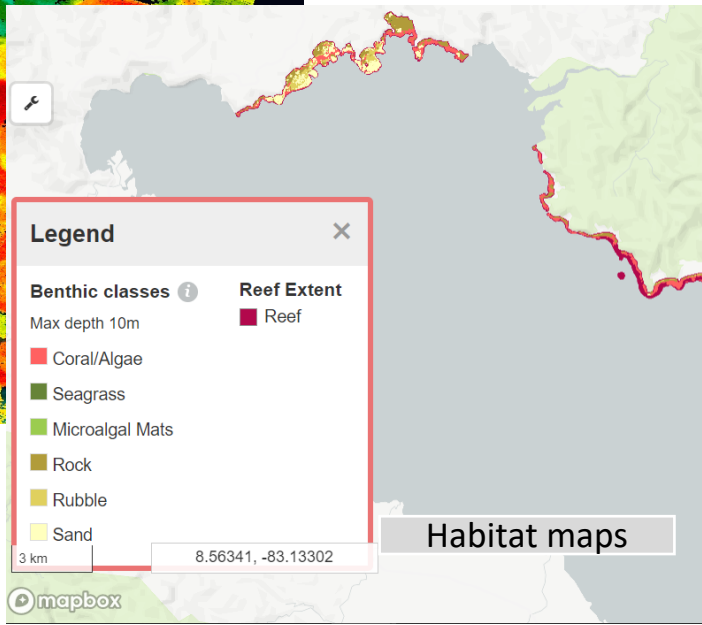 Legend ×
Benthic classes i
Reef Extent
Max depth 10m
Reef
Coral/Algae
Seagrass
Microalgal Mats
Rock
Rubble
Sand
3 km
8.56341, -83.13302
Habitat maps
mapbox